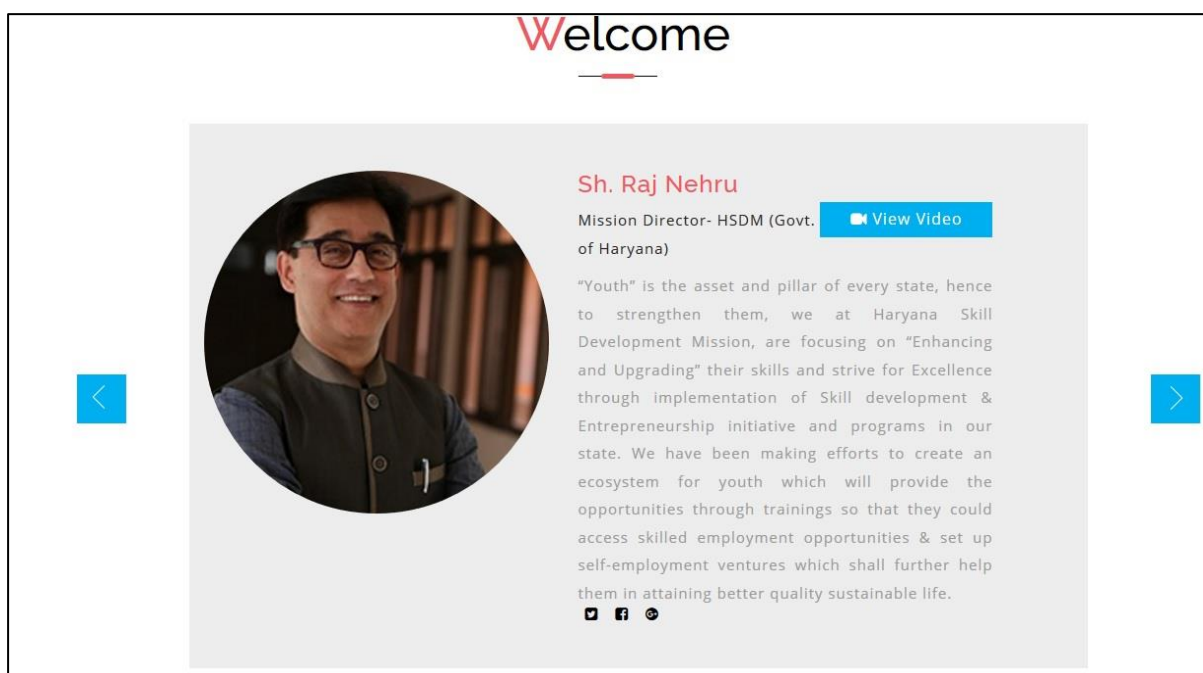 Welcome
Sh. Raj Nehru
Mission Director- HSDM (Govt.
of Haryana)
View Video
“Youth” is the asset and pillar of every state, hence
to strengthen them, we at Haryana Skill
Development Mission, are focusing on “Enhancing
and Upgrading” their skills and strive for Excellence
through implementation of Skill development &
Entrepreneurship initiative and programs in our
state. We have been making efforts to create an
ecosystem for youth which will provide the
opportunities through trainings so that they could
access skilled employment opportunities & set up
self-employment ventures which shall further help
them in attaining better quality sustainable life.